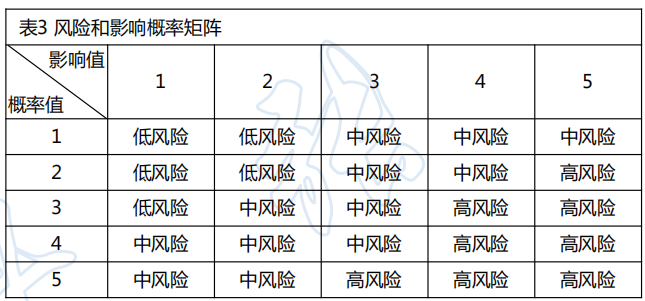 表3 风险和影响概率矩阵
影响值
概率值
1 2 3 4 5
1 低风险 低风险 中风险 中风险 中风险
2 低风险 低风险 中风险 中风险 高风险
3 低风险 中风险 中风险 高风险 高风险
4 中风险 中风险 中风险 高风险 高风险
5 中风险 中风险 高风险 高风险 高风险